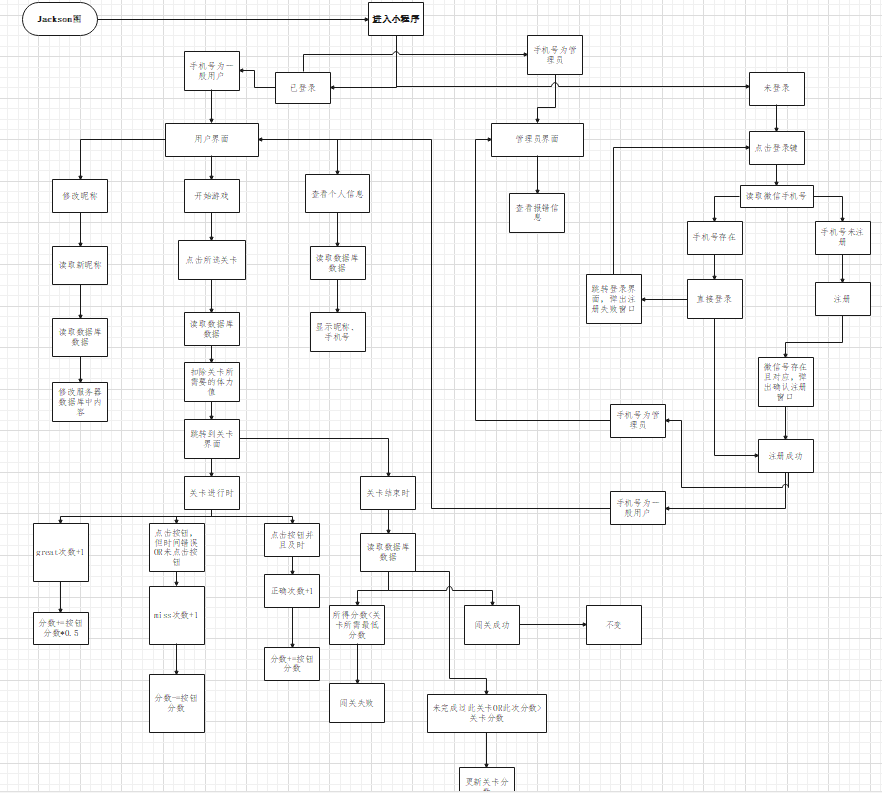 Jackson图
进入小程序
手机号为管
理员
手机号为一
般用户
已登录
未登录
用户界面
管理员界面
点击登录键
修改昵称
开始游戏
查看个人信息
查看报错信
息
读取微信手机号
手机号存在
手机号未注
册
读取新昵称
点击所选关卡
读取数据库
数据
跳转登录界
面，弹出注
册失败窗口
直接登录
注册
读取数据库
数据
读取数据库
数据
显示昵称，
手机号
修改服务器
数据库中内
容
扣除关卡所
需要的体力
值
微信号存在
且对应，弹
出确认注册
窗口
跳转到关卡
界面
手机号为管
理员
注册成功
关卡进行时
关卡结束时
手机号为一
般用户
great次数+1
点击按钮，
但时间错误
OR未点击按
钮
点击按钮并
且及时
读取数据库
数据
正确次数+1
分数+=按钮
分数*0.5
miss次数+1
所得分数<关
卡所需最低
分数
闯关成功
不变
分数+=按钮
分数
分数-=按钮
分数
闯关失败
未完成过此关卡OR此次分数>
关卡分数
更新关卡分